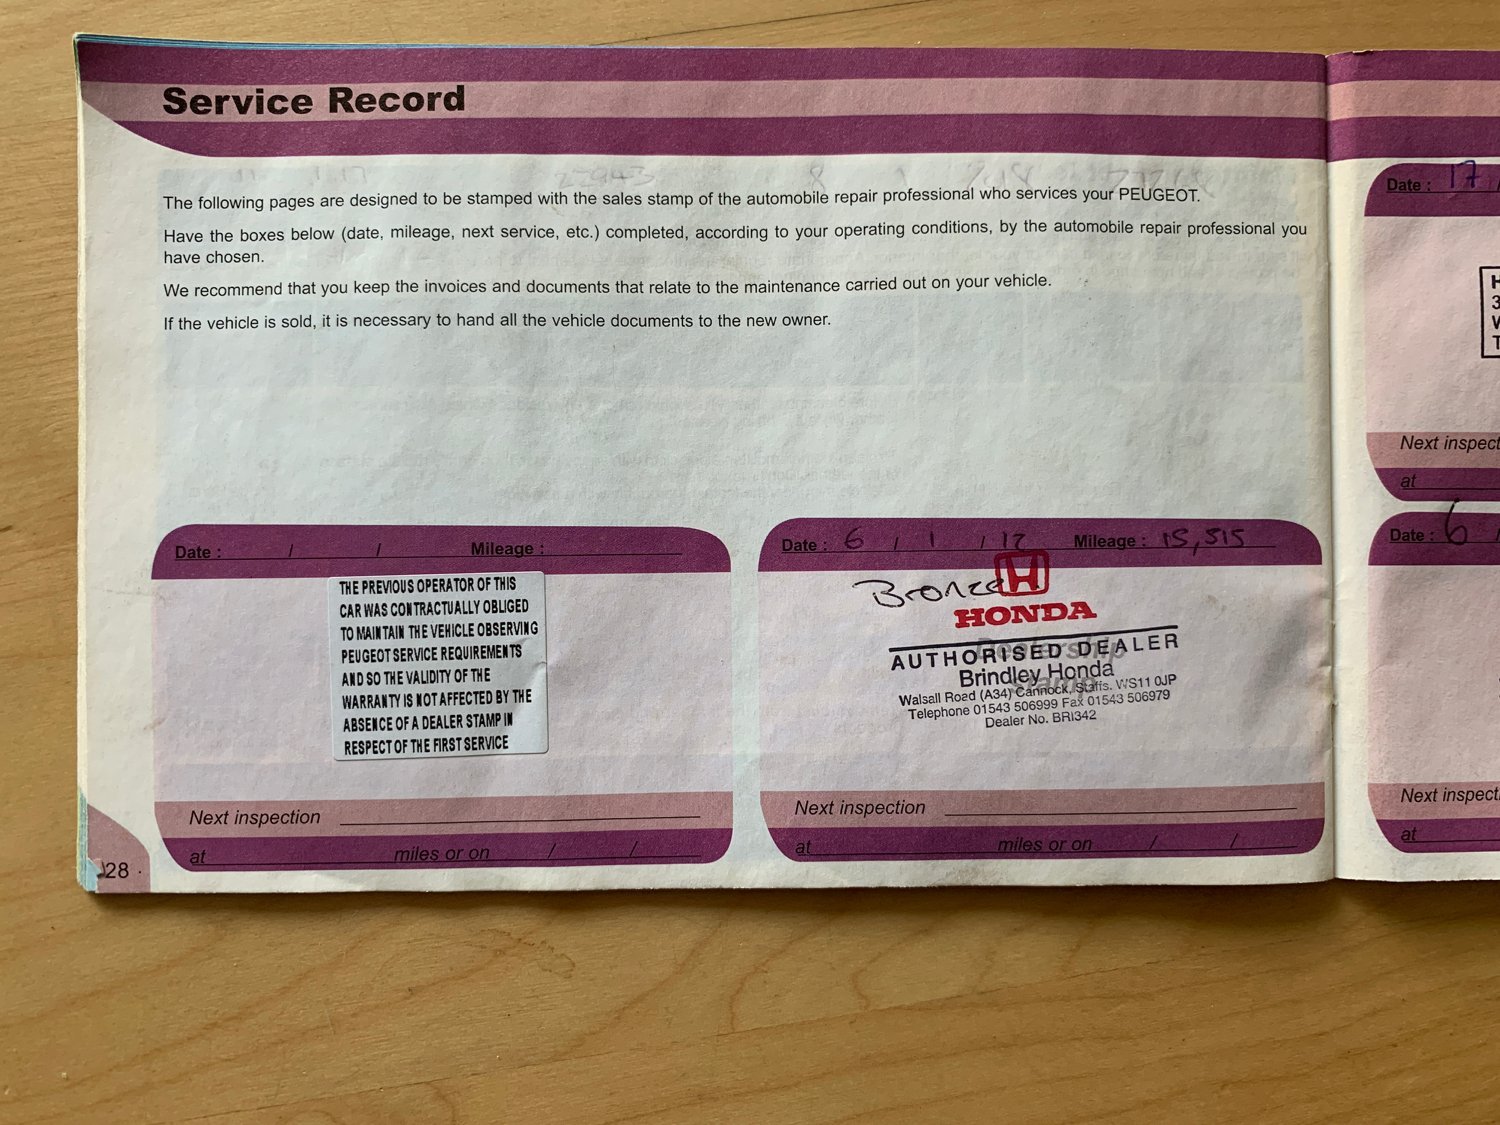 Service Record
The following pages are designed to be stamped with the sales stamp of the automobile repair professional who services your PEUGEOT.
Have the boxes below (date, mileage, next service, etc.) completed, according to your operating conditions, by the automobile repair professional you
have chosen.
We recommend that you keep the invoices and documents that relate to the maintenance carried out on your vehicle.
If the vehicle is sold, it is necessary to hand all the vehicle documents to the new owner.
Date : / / Mileage :
THE PREVIOUS OPERATOR OF THIS
CAR WAS CONTRACTUALLY OBLIGED
TO MAINTAIN THE VEHICLE OBSERVING
PEUGEOT SERVICE REQUIREMENTS
AND SO THE VALIDITY OF THE
WARRANTY IS NOT AFFECTED BY THE
ABSENCE OF A DEALER STAMP IN
RESPECT OF THE FIRST SERVICE
Next inspection
at miles or on / /
28
Date : 6 / 1 / 12 Mileage : 15,515
Bronze
H
HONDA
Dealership
AUTHORISED DEALER
Stamp
Brindley Honda
Walsall Road (A34) Cannock, Staffs. WS11 0JP
Telephone 01543 506999 Fax 01543 506979
Dealer No. BRI342
Next inspection
at miles or on / /
Date : 17 /
H
3
T
Next inspect
at
Date : 6 /
Next inspecti
at